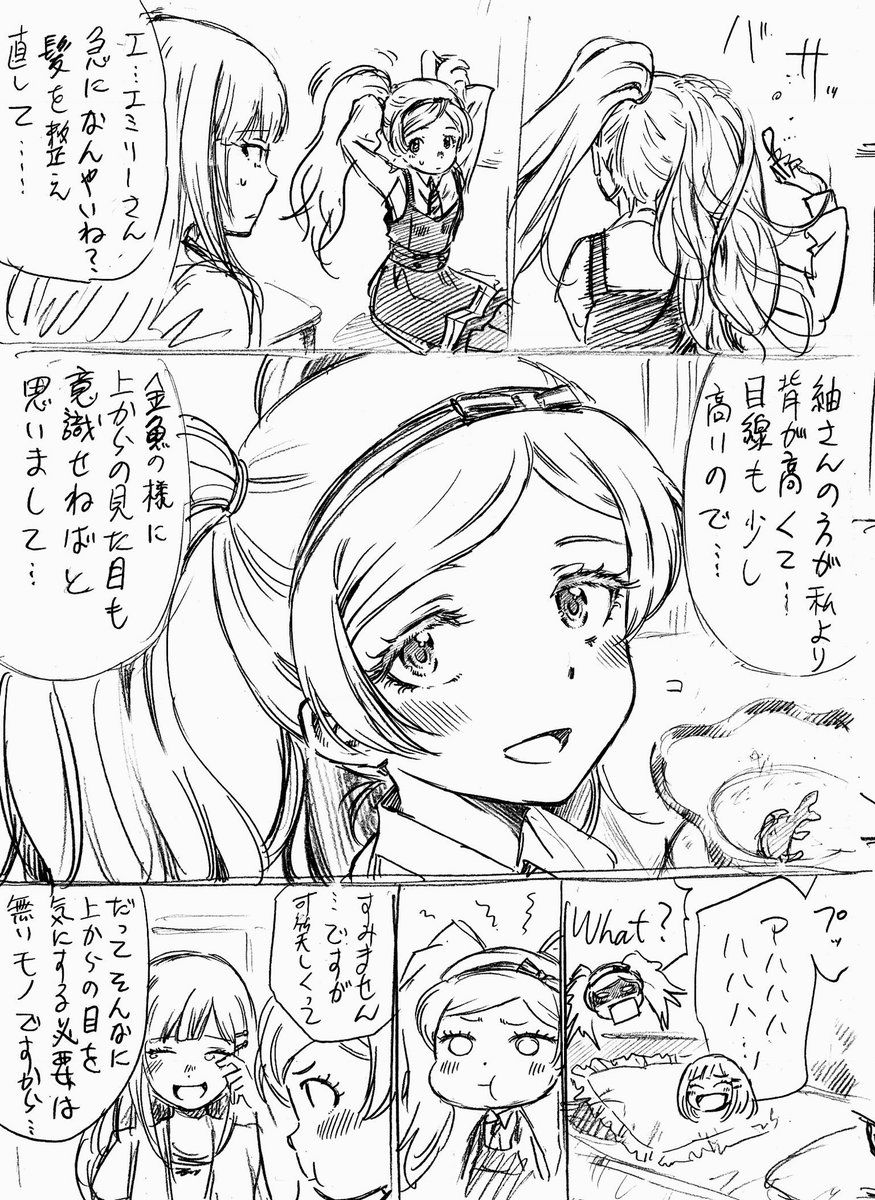 バサッ
エ…エミリーさん
急になんやいね?
髪を整え
直して……
紬さんの方が私より
背が高くて…
目線も少し
高いので…
金魚の様に
上からの見た目も
意識せねばと
思いまして…
プッ
アハハハ
ハハハ…
What?
すみません
…ですが
可笑しくって
だってそんなに
上からの目を
気にする必要は
無いモノですから…